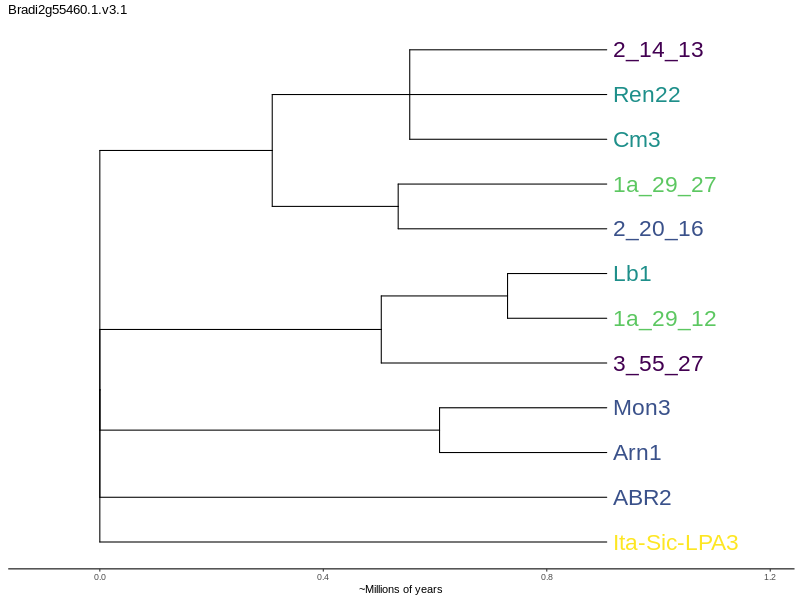 Bradi2g55460.1.v3.1
2_14_13
Ren22
Cm3
1a_29_27
2_20_16
Lb1
1a_29_12
3_55_27
Mon3
Arn1
ABR2
Ita-Sic-LPA3
0.0 0.4 0.8 1.2
~Millions of years